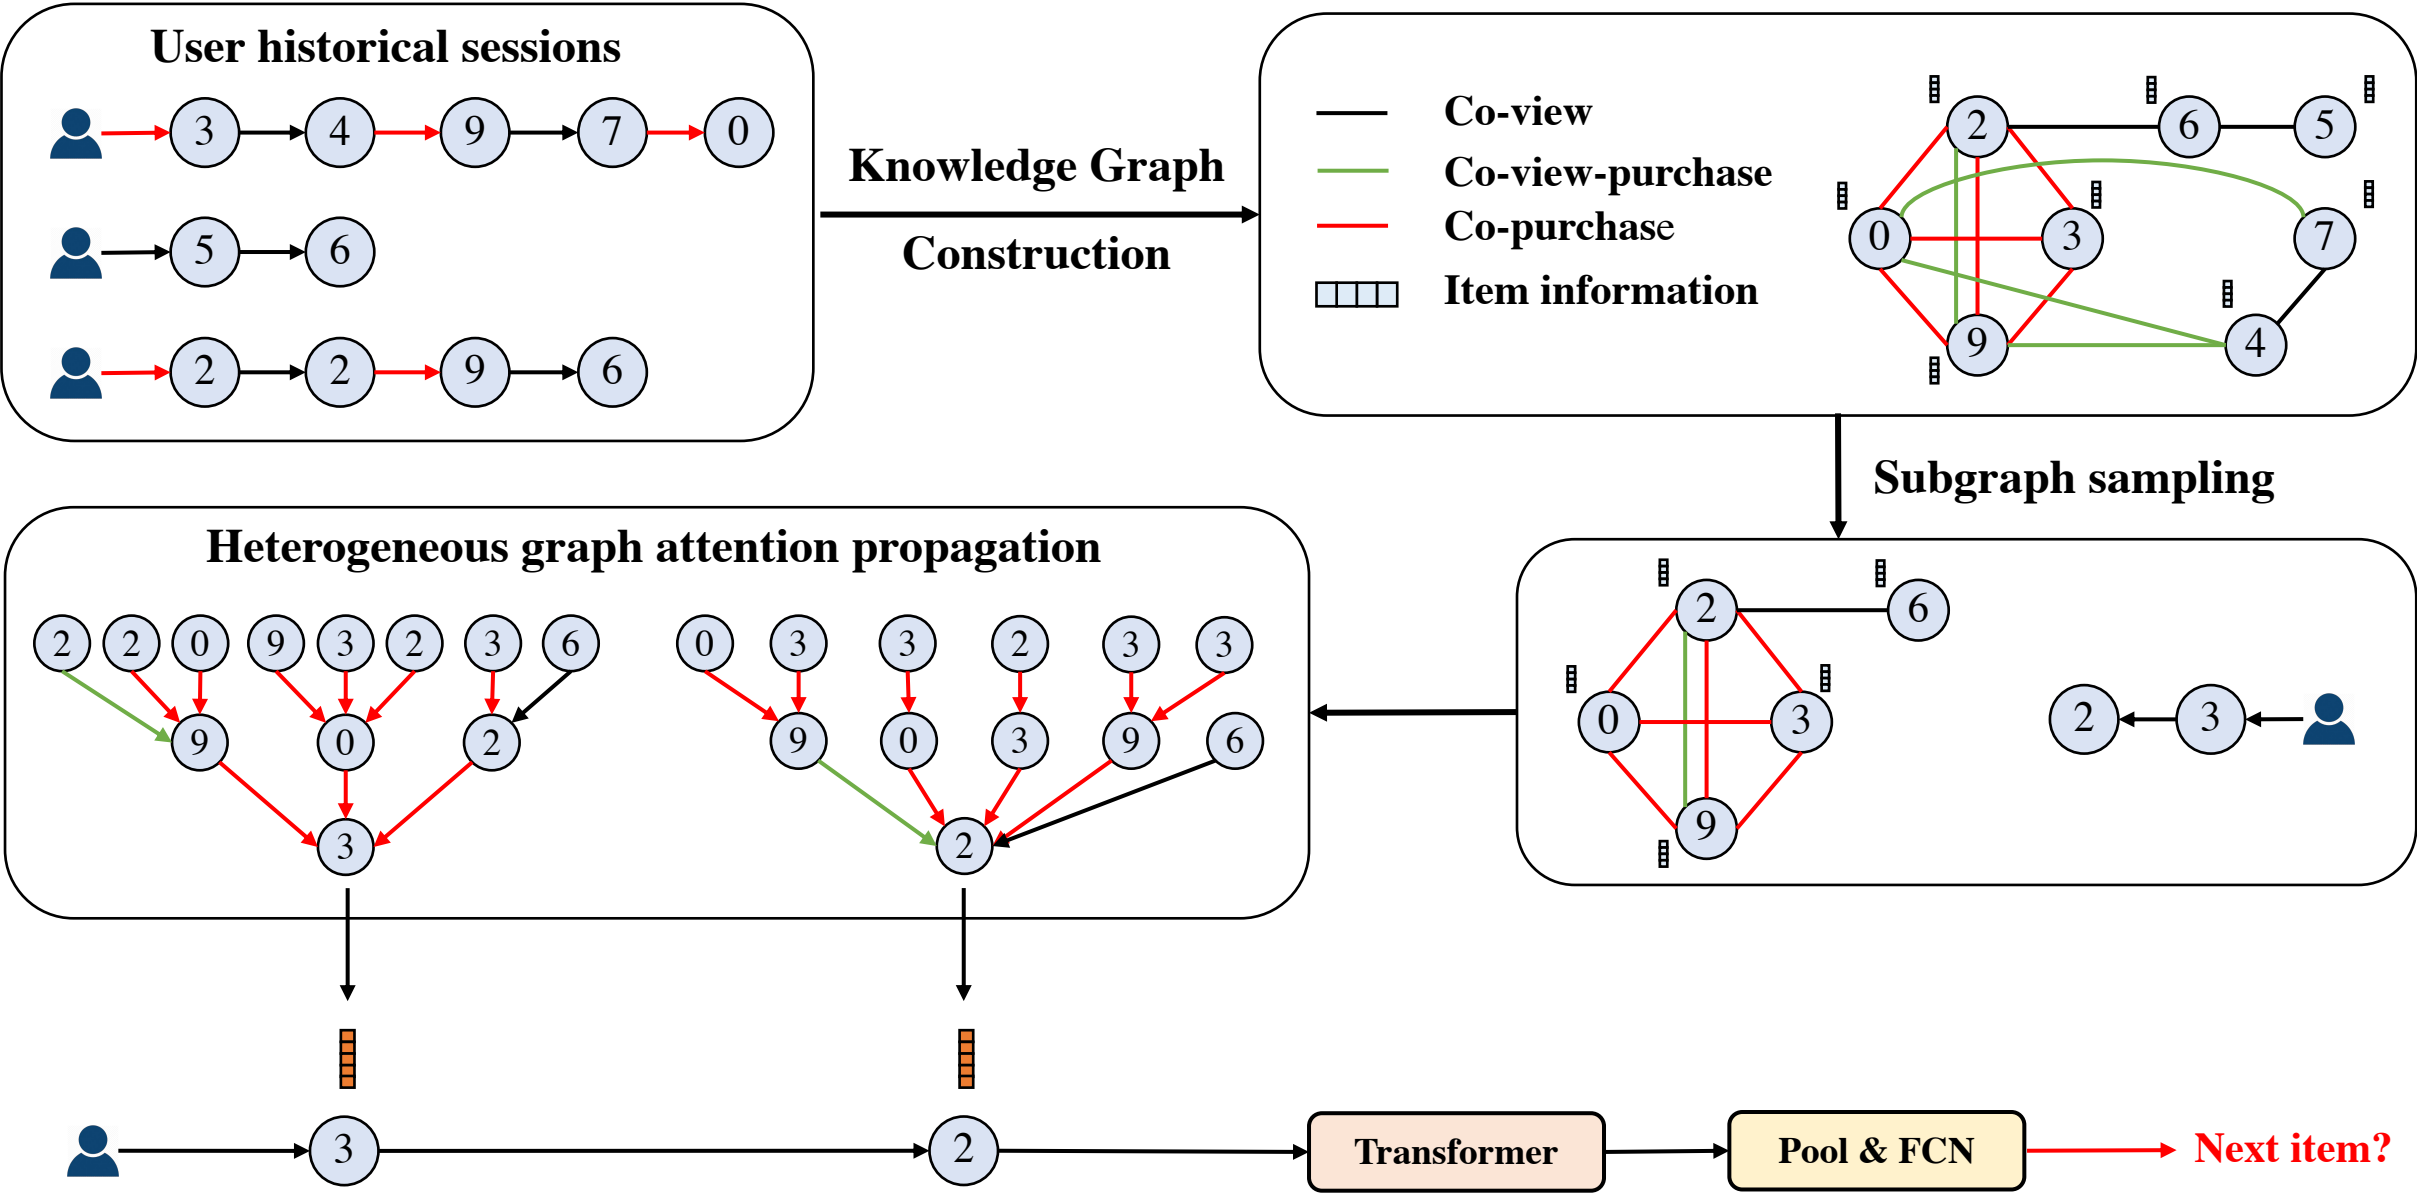 User historical sessions
3 4 9 7 0
5 6
2 2 9 6
Knowledge Graph
Construction
Co-view
Co-view-purchase
Co-purchase
Item information
2 6 5
0 3 7
9 4
Subgraph sampling
2 6
0 3 2 3
9
Heterogeneous graph attention propagation
2 2 0 9 3 2 3 6 0 3 3 2 3 3
9 0 2 9 0 3 9 6
3 2
3 2 Transformer Pool & FCN Next item?